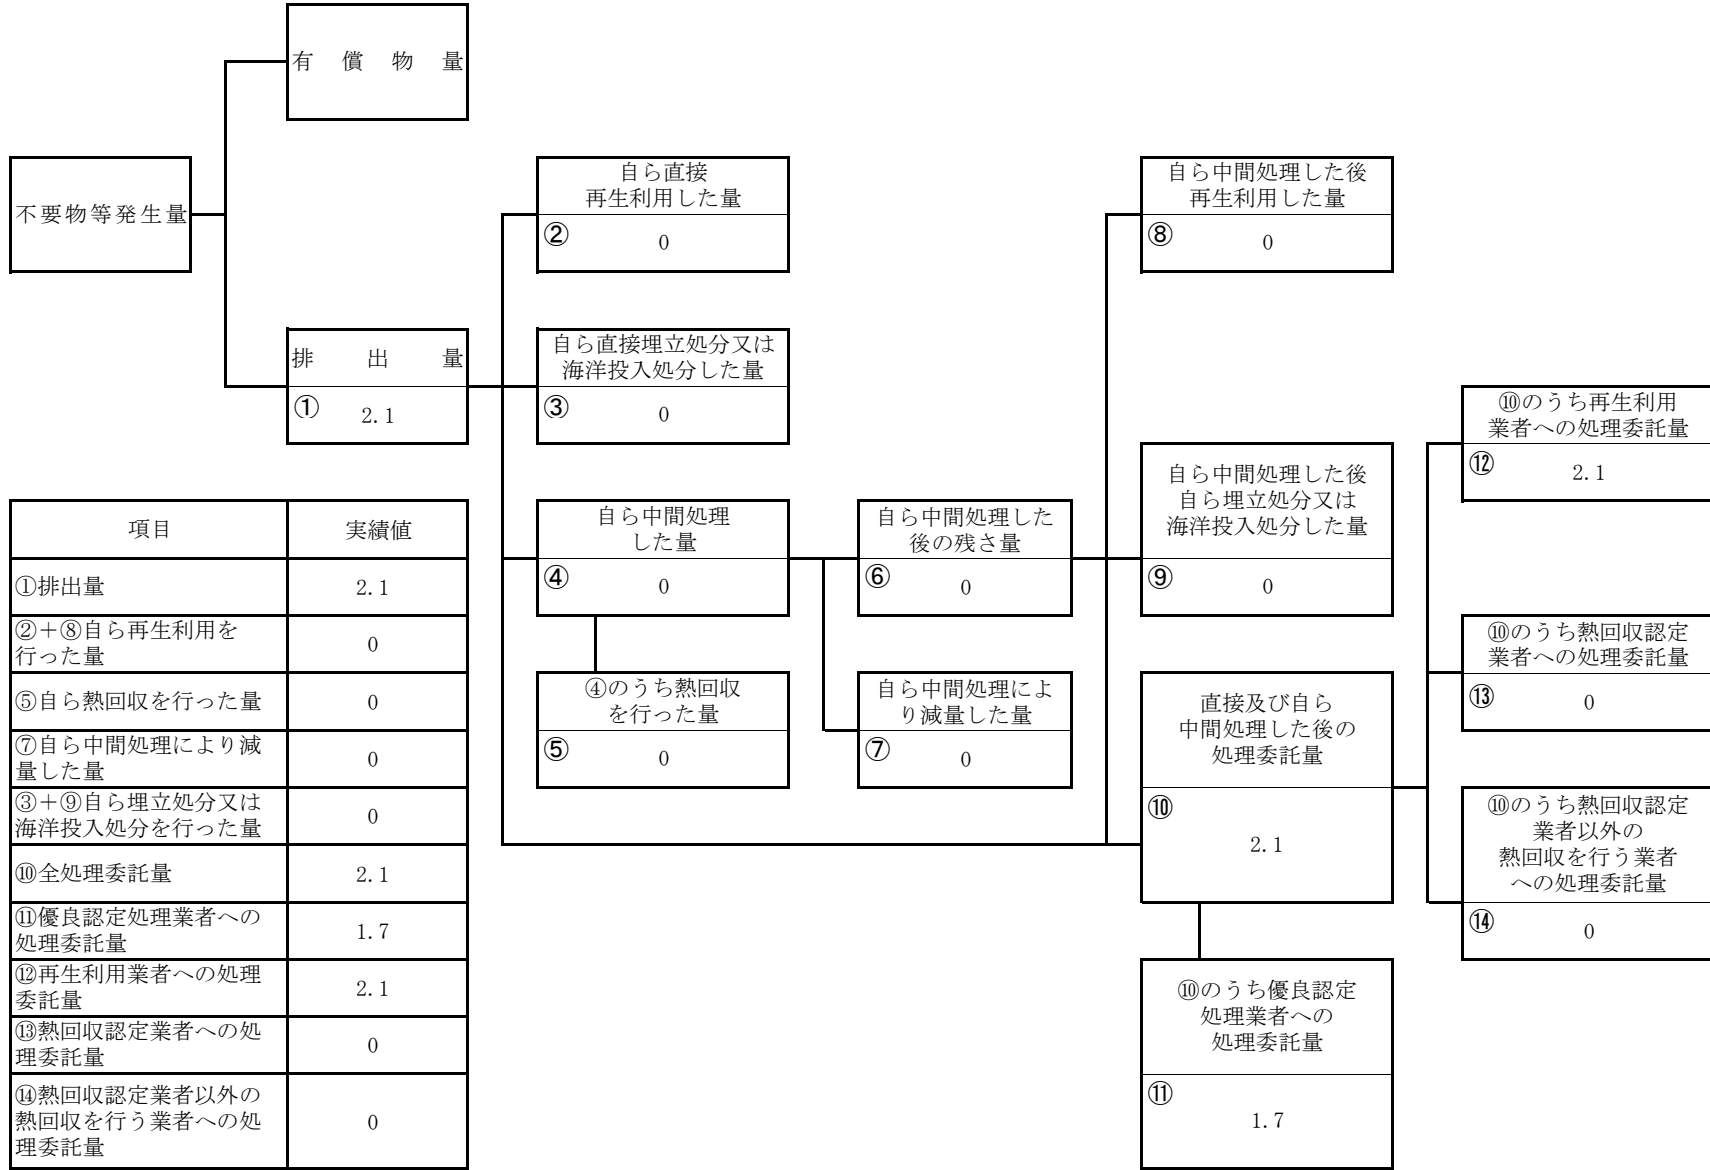 有償物量
不要物等発生量
排出量
① 2.1
自ら直接
再生利用した量
② 0
自ら直接埋立処分又は
海洋投入処分した量
③ 0
自ら中間処理
した量
④ 0
④のうち熱回収
を行った量
⑤ 0
自ら中間処理した
後の残さ量
⑥ 0
自ら中間処理によ
り減量した量
⑦ 0
自ら中間処理した後
再生利用した量
⑧ 0
自ら中間処理した後
自ら埋立処分又は
海洋投入処分した量
⑨ 0
直接及び自ら
中間処理した後の
処理委託量
⑩
2.1
⑩のうち優良認定
処理業者への
処理委託量
⑪
1.7
⑩のうち再生利用
業者への処理委託量
⑫ 2.1
⑩のうち熱回収認定
業者への処理委託量
⑬ 0
⑩のうち熱回収認定
業者以外の
熱回収を行う業者
への処理委託量
⑭ 0
項目 実績値
①排出量 2.1
②＋⑧自ら再生利用を
行った量 0
⑤自ら熱回収を行った量 0
⑦自ら中間処理により減
量した量 0
③＋⑨自ら埋立処分又は
海洋投入処分を行った量 0
⑩全処理委託量 2.1
⑪優良認定処理業者への
処理委託量 1.7
⑫再生利用業者への処理
委託量 2.1
⑬熱回収認定業者への処
理委託量 0
⑭熱回収認定業者以外の
熱回収を行う業者への処
理委託量 0